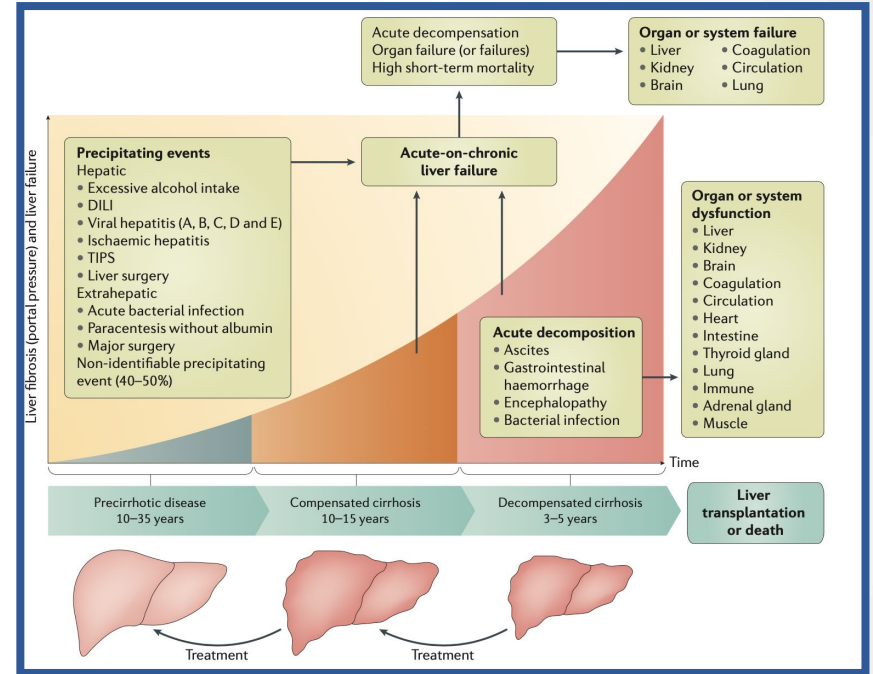 Acute decompensation
Organ failure (or failures)
High short-term mortality
Organ or system failure
• Liver
• Kidney
• Brain
• Coagulation
• Circulation
• Lung
Liver fibrosis (portal pressure) and liver failure
Precipitating events
Hepatic
• Excessive alcohol intake
• DILI
• Viral hepatitis (A, B, C, D and E)
• Ischaemic hepatitis
• TIPS
• Liver surgery
Extrahepatic
• Acute bacterial infection
• Paracentesis without albumin
• Major surgery
Non-identifiable precipitating
event (40–50%)
Acute-on-chronic
liver failure
Acute decomposition
• Ascites
• Gastrointestinal
haemorrhage
• Encephalopathy
• Bacterial infection
Organ or system
dysfunction
• Liver
• Kidney
• Brain
• Coagulation
• Circulation
• Heart
• Intestine
• Thyroid gland
• Lung
• Immune
• Adrenal gland
• Muscle
Time
Precirrhotic disease
10–35 years
Compensated cirrhosis
10–15 years
Decompensated cirrhosis
3–5 years
Liver
transplantation
or death
Treatment
Treatment